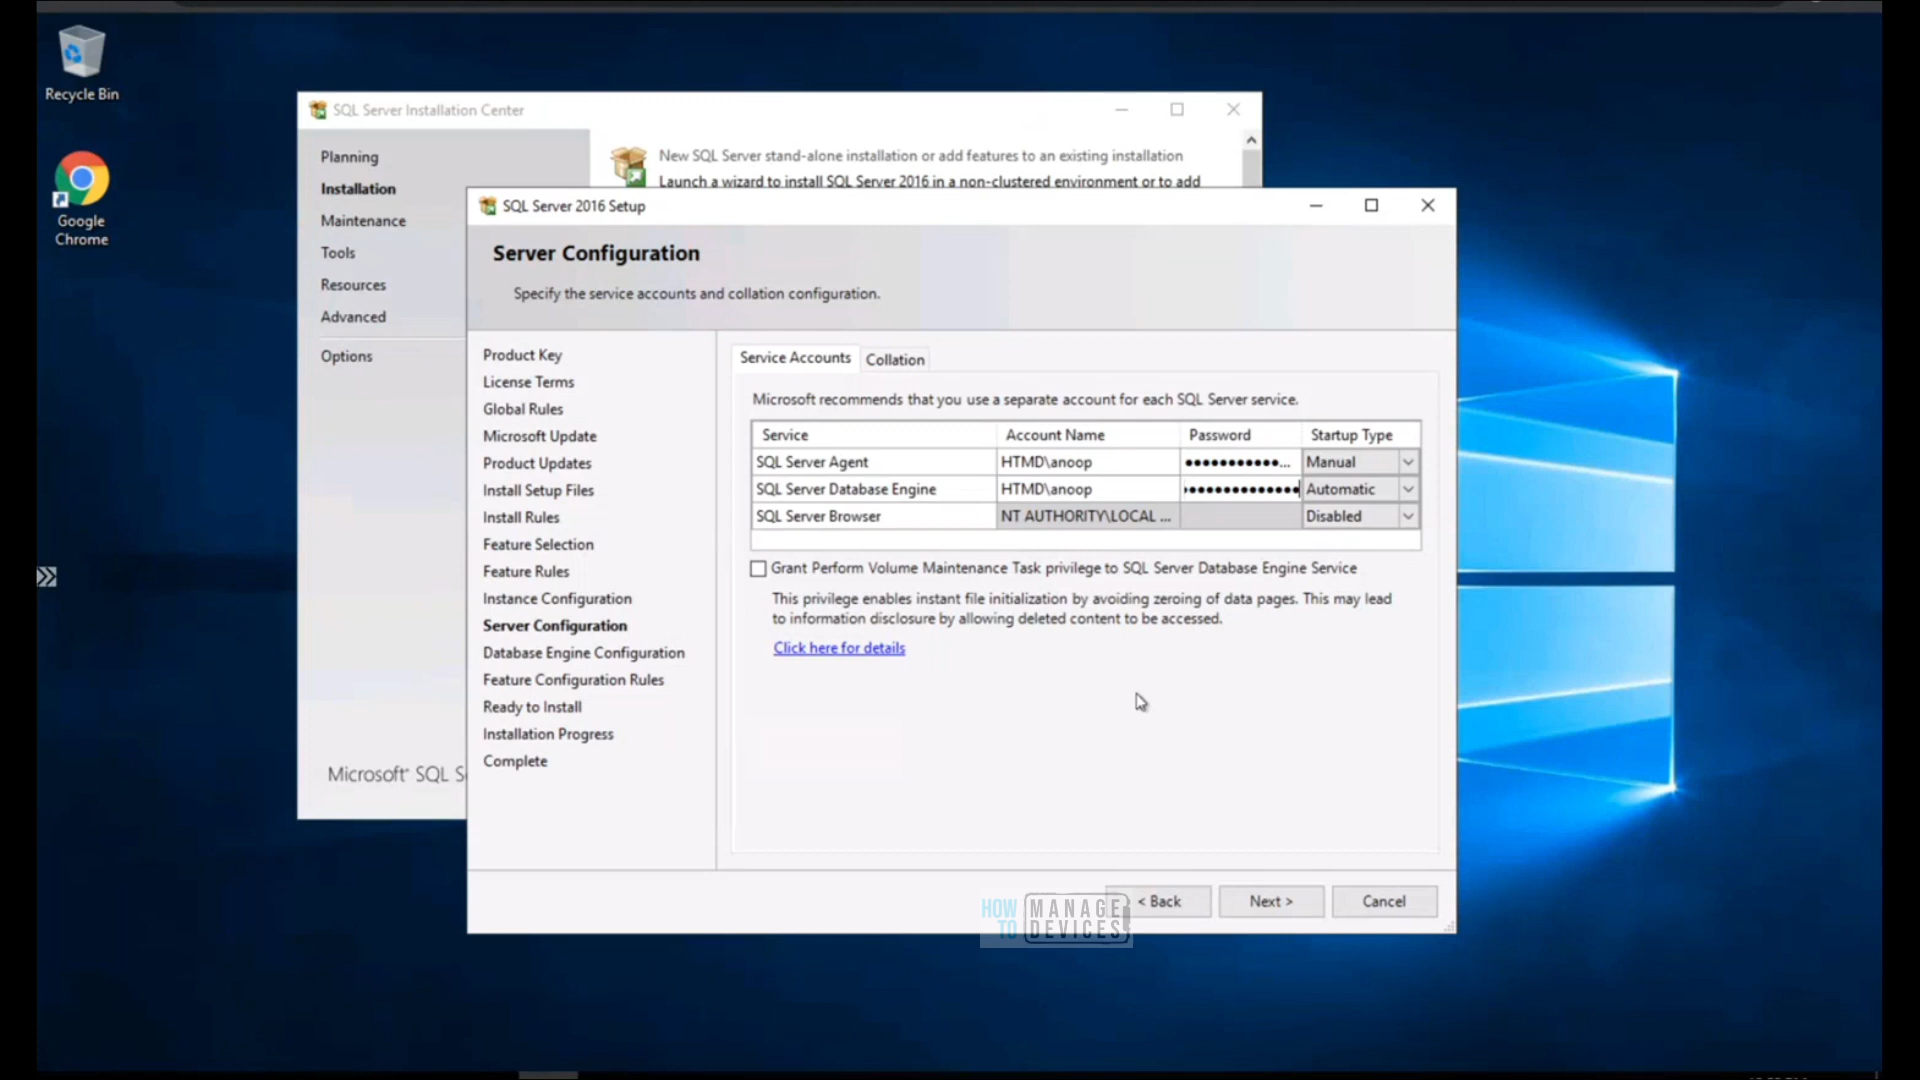 Recycle Bin
Google
Chrome
SQL Server Installation Center
Planning
Installation
Maintenance
Tools
Resources
Advanced
Options
New SQL Server stand-alone installation or add features to an existing installation
Launch a wizard to install SQL Server 2016 in a non-clustered environment or to add
Microsoft SQL S
SQL Server 2016 Setup
Server Configuration
Specify the service accounts and collation configuration.
Product Key
License Terms
Global Rules
Microsoft Update
Product Updates
Install Setup Files
Install Rules
Feature Selection
Feature Rules
Instance Configuration
Server Configuration
Database Engine Configuration
Feature Configuration Rules
Ready to Install
Installation Progress
Complete
Service Accounts Collation
Microsoft recommends that you use a separate account for each SQL Server service.
Service Account Name Password Startup Type
SQL Server Agent HTMD\anoop ●●●●●●●●●●●... Manual
SQL Server Database Engine HTMD\anoop ●●●●●●●●●●●●●● Automatic
SQL Server Browser NT AUTHORITY\LOCAL ... Disabled
Grant Perform Volume Maintenance Task privilege to SQL Server Database Engine Service
This privilege enables instant file initialization by avoiding zeroing of data pages. This may lead
to information disclosure by allowing deleted content to be accessed.
Click here for details
< Back Next > Cancel
HOW MANAGE
TO DEVICES